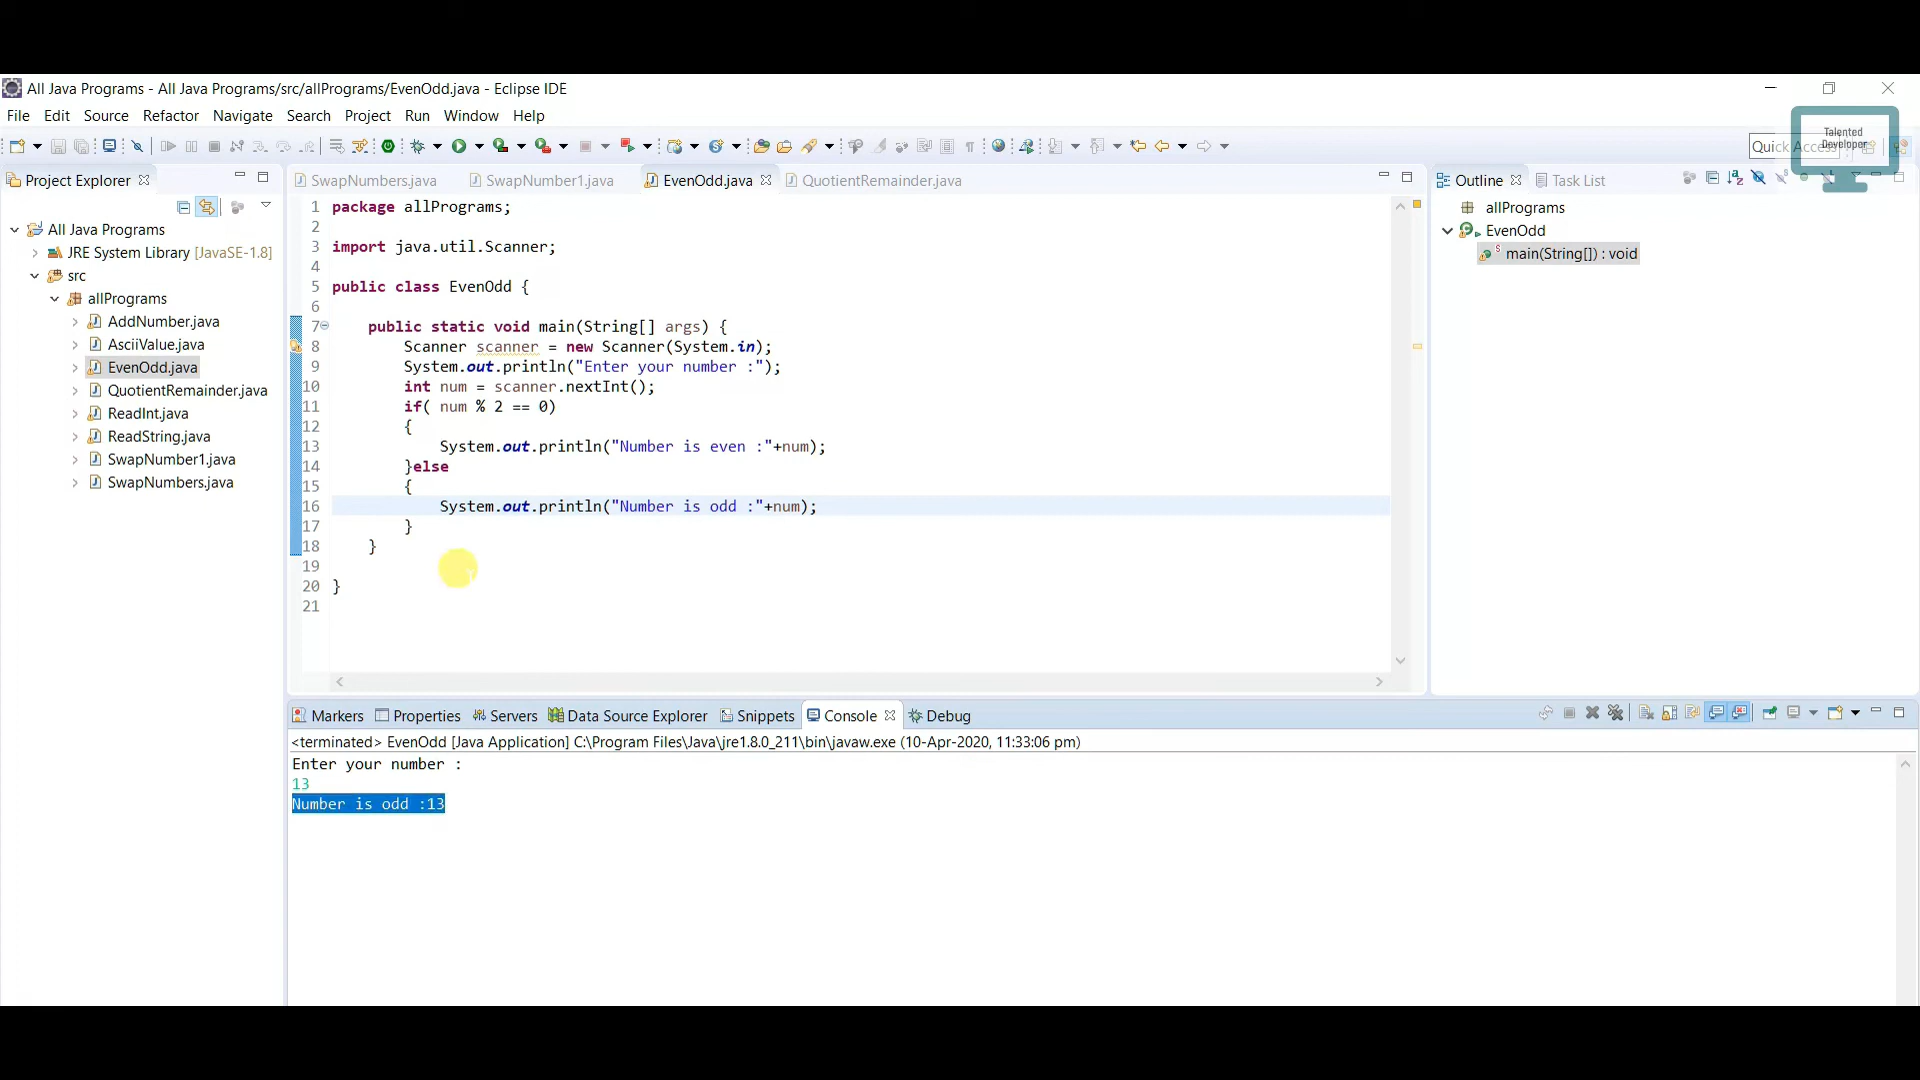 All Java Programs - All Java Programs/src/allPrograms/EvenOdd.java - Eclipse IDE
File Edit Source Refactor Navigate Search Project Run Window Help
Quick Access
Talented
Developer
Project Explorer
SwapNumbers.java SwapNumber1.java EvenOdd.java QuotientRemainder.java
Outline Task List
All Java Programs
JRE System Library [JavaSE-1.8]
src
allPrograms
AddNumber.java
AsciiValue.java
EvenOdd.java
QuotientRemainder.java
ReadInt.java
ReadString.java
SwapNumber1.java
SwapNumbers.java
1 package allPrograms;
2
3 import java.util.Scanner;
4
5 public class EvenOdd {
6
7 public static void main(String[] args) {
8 Scanner scanner = new Scanner(System.in);
9 System.out.println("Enter your number :");
10 int num = scanner.nextInt();
11 if( num % 2 == 0)
12 {
13 System.out.println("Number is even :"+num);
14 }else
15 {
16 System.out.println("Number is odd :"+num);
17 }
18 }
19
20 }
21
allPrograms
EvenOdd
main(String[]) : void
Markers Properties Servers Data Source Explorer Snippets Console Debug
<terminated> EvenOdd [Java Application] C:\Program Files\Java\jre1.8.0_211\bin\javaw.exe (10-Apr-2020, 11:33:06 pm)
Enter your number :
13
Number is odd :13